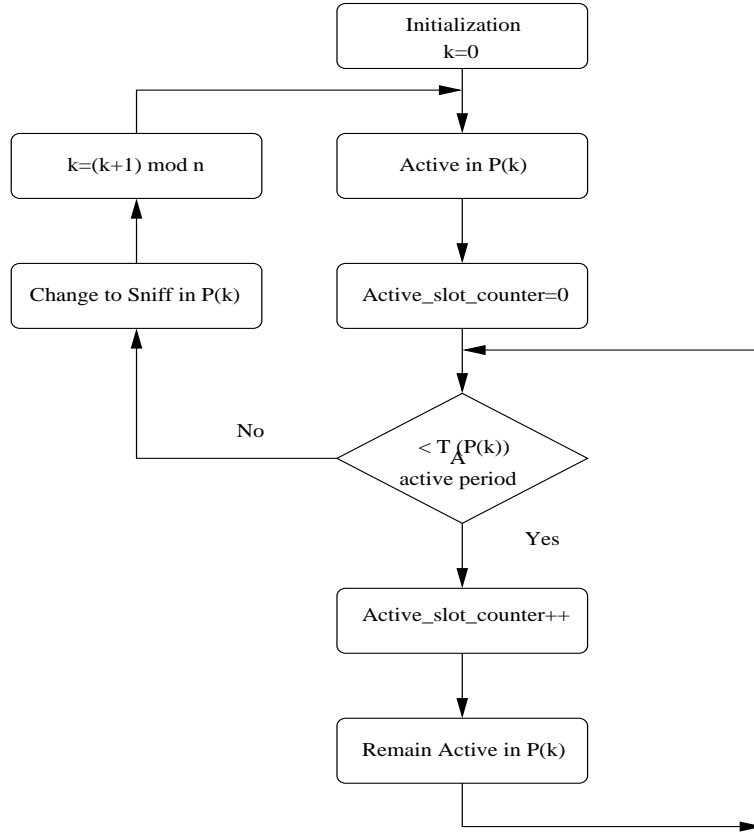 Initialization
k=0
k=(k+1) mod n
Active in P(k)
Change to Sniff in P(k)
Active_slot_counter=0
No
< T (P(k))
A
active period
Yes
Active_slot_counter++
Remain Active in P(k)